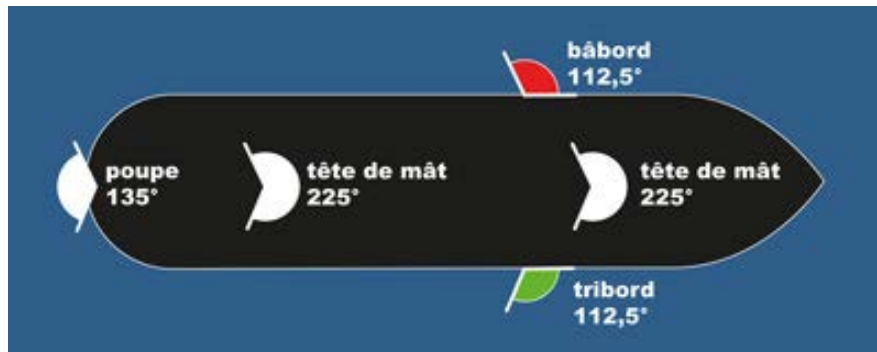 bâbord
112,5°
poupe
135°
tête de mât
225°
tête de mât
225°
tribord
112,5°